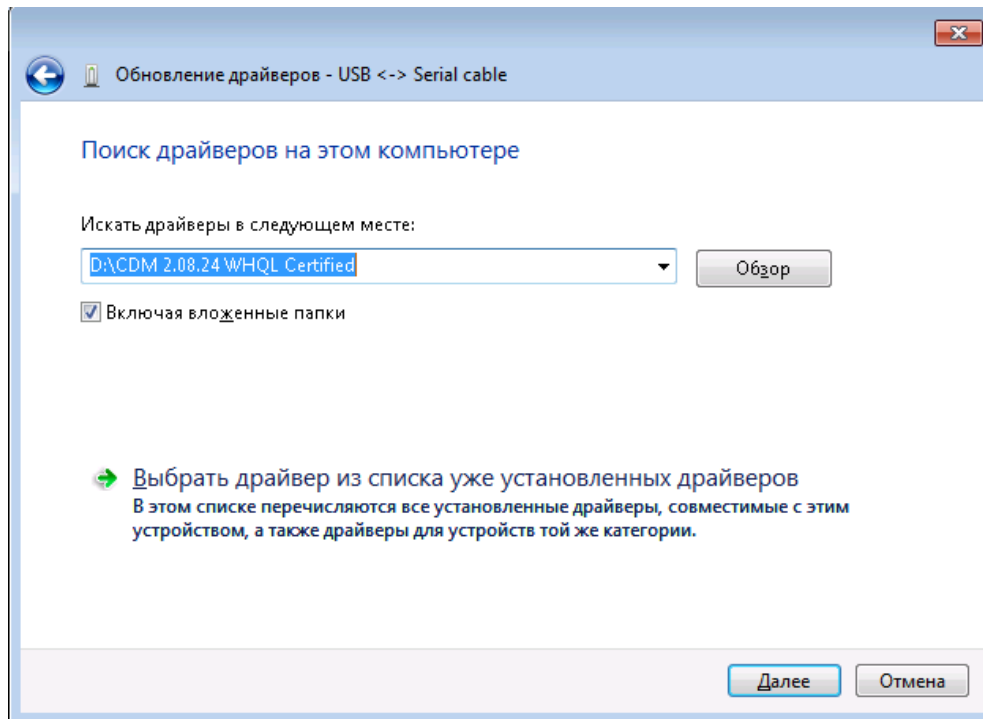 Обновление драйверов - USB <-> Serial cable
Поиск драйверов на этом компьютере
Искать драйверы в следующем месте:
D:\CDM 2.08.24 WHQL Certified
Обзор
Включая вложенные папки
Выбрать драйвер из списка уже установленных драйверов
В этом списке перечисляются все установленные драйверы, совместимые с этим
устройством, а также драйверы для устройств той же категории.
Далее
Отмена